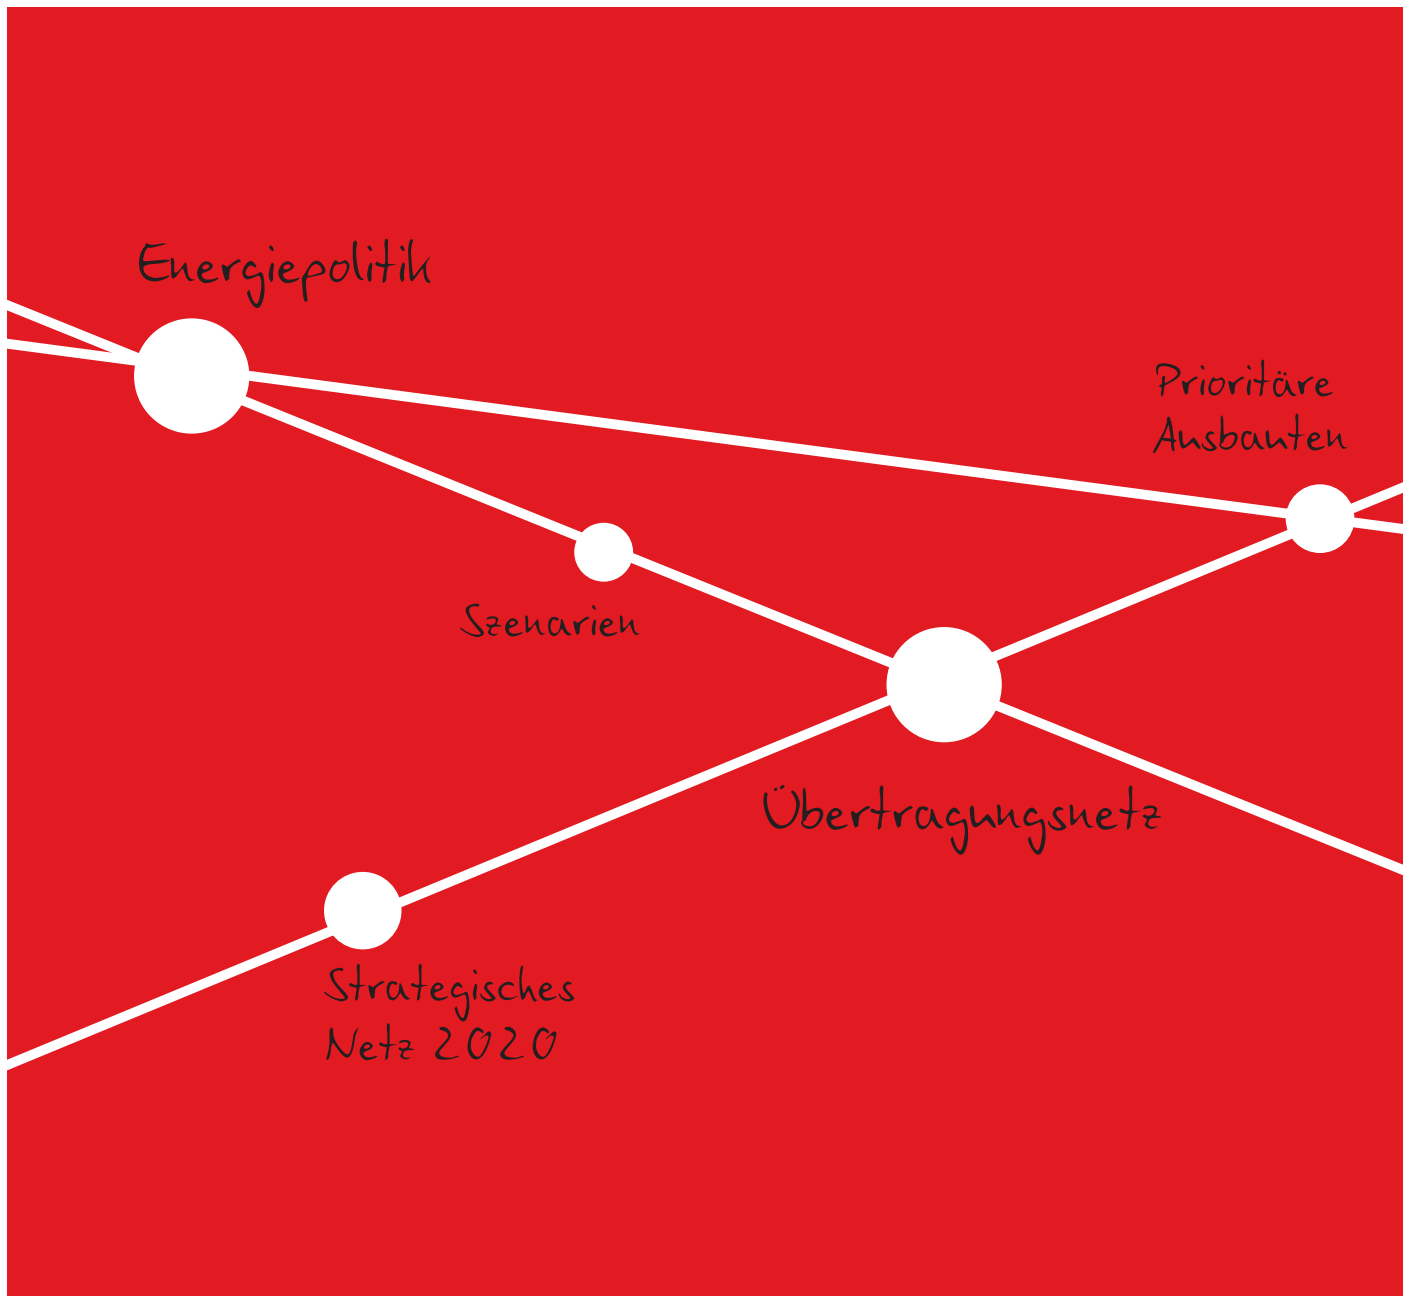 Energiepolitik
Prioritäre
Ausbauten
Szenarien
Übertragungsnetz
Strategisches
Netz 2020